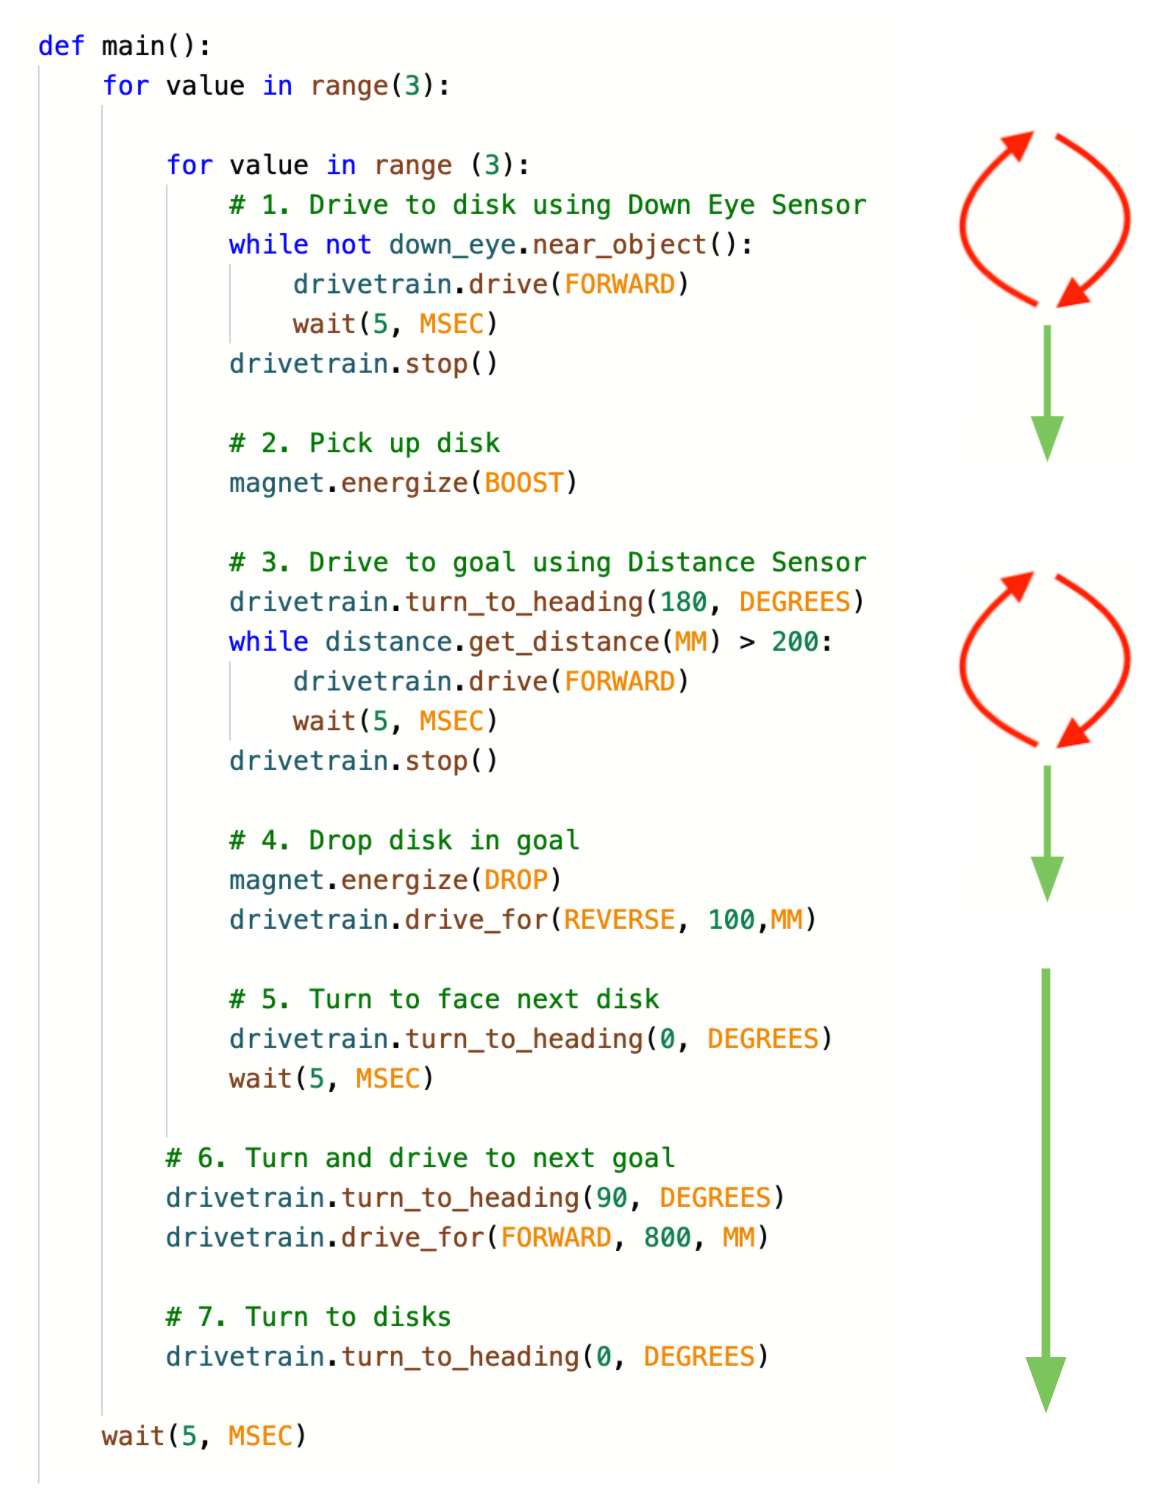 def main():
    for value in range(3):
        for value in range (3):
            # 1. Drive to disk using Down Eye Sensor
            while not down_eye.near_object():
                drivetrain.drive(FORWARD)
                wait(5, MSEC)
            drivetrain.stop()
            # 2. Pick up disk
            magnet.energize(BOOST)
            # 3. Drive to goal using Distance Sensor
            drivetrain.turn_to_heading(180, DEGREES)
            while distance.get_distance(MM) > 200:
                drivetrain.drive(FORWARD)
                wait(5, MSEC)
            drivetrain.stop()
            # 4. Drop disk in goal
            magnet.energize(DROP)
            drivetrain.drive_for(REVERSE, 100,MM)
            # 5. Turn to face next disk
            drivetrain.turn_to_heading(0, DEGREES)
            wait(5, MSEC)
        # 6. Turn and drive to next goal
        drivetrain.turn_to_heading(90, DEGREES)
        drivetrain.drive_for(FORWARD, 800, MM)
        # 7. Turn to disks
        drivetrain.turn_to_heading(0, DEGREES)
    wait(5, MSEC)